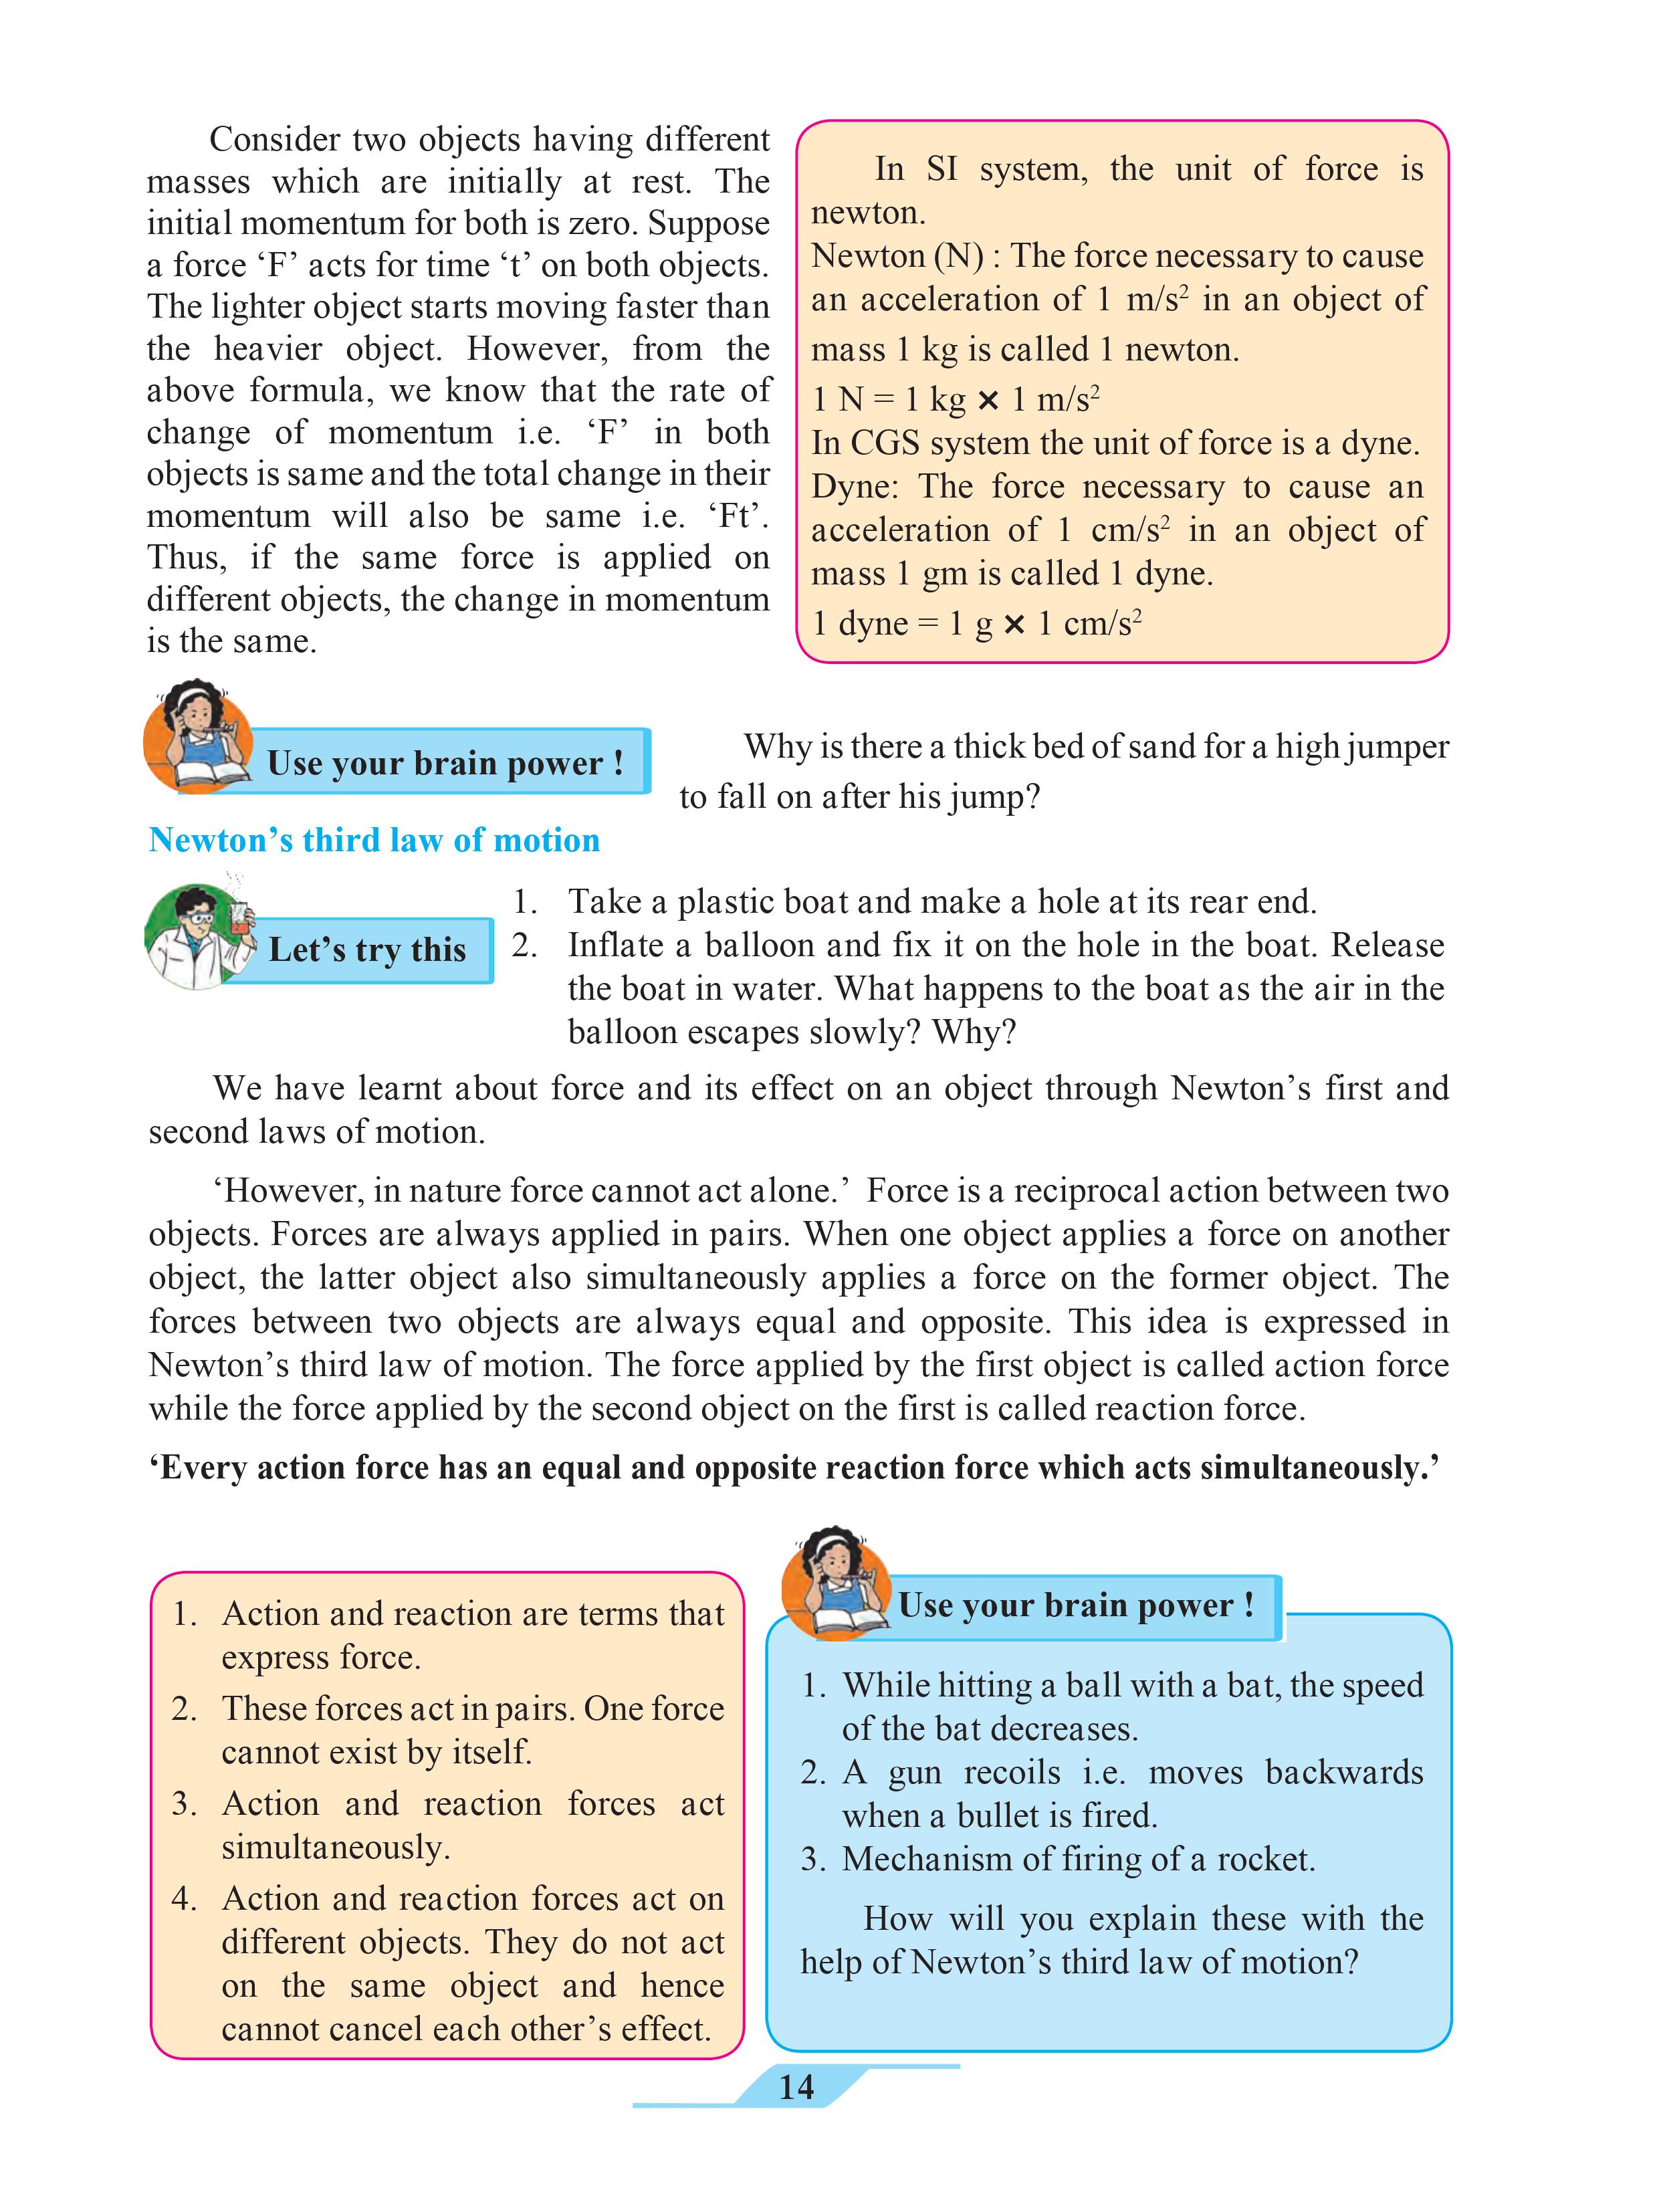 Consider two objects having different
masses which are initially at rest. The
initial momentum for both is zero. Suppose
a force ‘F’ acts for time ‘t’ on both objects.
The lighter object starts moving faster than
the heavier object. However, from the
above formula, we know that the rate of
change of momentum i.e. ‘F’ in both
objects is same and the total change in their
momentum will also be same i.e. ‘Ft’.
Thus, if the same force is applied on
different objects, the change in momentum
is the same.
In SI system, the unit of force is
newton.
Newton (N) : The force necessary to cause
an acceleration of 1 m/s² in an object of
mass 1 kg is called 1 newton.
1 N = 1 kg × 1 m/s²
In CGS system the unit of force is a dyne.
Dyne: The force necessary to cause an
acceleration of 1 cm/s² in an object of
mass 1 gm is called 1 dyne.
1 dyne = 1 g × 1 cm/s²
Use your brain power !
Why is there a thick bed of sand for a high jumper
to fall on after his jump?
Newton’s third law of motion
Let’s try this
1. Take a plastic boat and make a hole at its rear end.
2. Inflate a balloon and fix it on the hole in the boat. Release
the boat in water. What happens to the boat as the air in the
balloon escapes slowly? Why?
We have learnt about force and its effect on an object through Newton’s first and
second laws of motion.
‘However, in nature force cannot act alone.’ Force is a reciprocal action between two
objects. Forces are always applied in pairs. When one object applies a force on another
object, the latter object also simultaneously applies a force on the former object. The
forces between two objects are always equal and opposite. This idea is expressed in
Newton’s third law of motion. The force applied by the first object is called action force
while the force applied by the second object on the first is called reaction force.
‘Every action force has an equal and opposite reaction force which acts simultaneously.’
1. Action and reaction are terms that
express force.
2. These forces act in pairs. One force
cannot exist by itself.
3. Action and reaction forces act
simultaneously.
4. Action and reaction forces act on
different objects. They do not act
on the same object and hence
cannot cancel each other’s effect.
Use your brain power !
1. While hitting a ball with a bat, the speed
of the bat decreases.
2. A gun recoils i.e. moves backwards
when a bullet is fired.
3. Mechanism of firing of a rocket.
How will you explain these with the
help of Newton’s third law of motion?
14